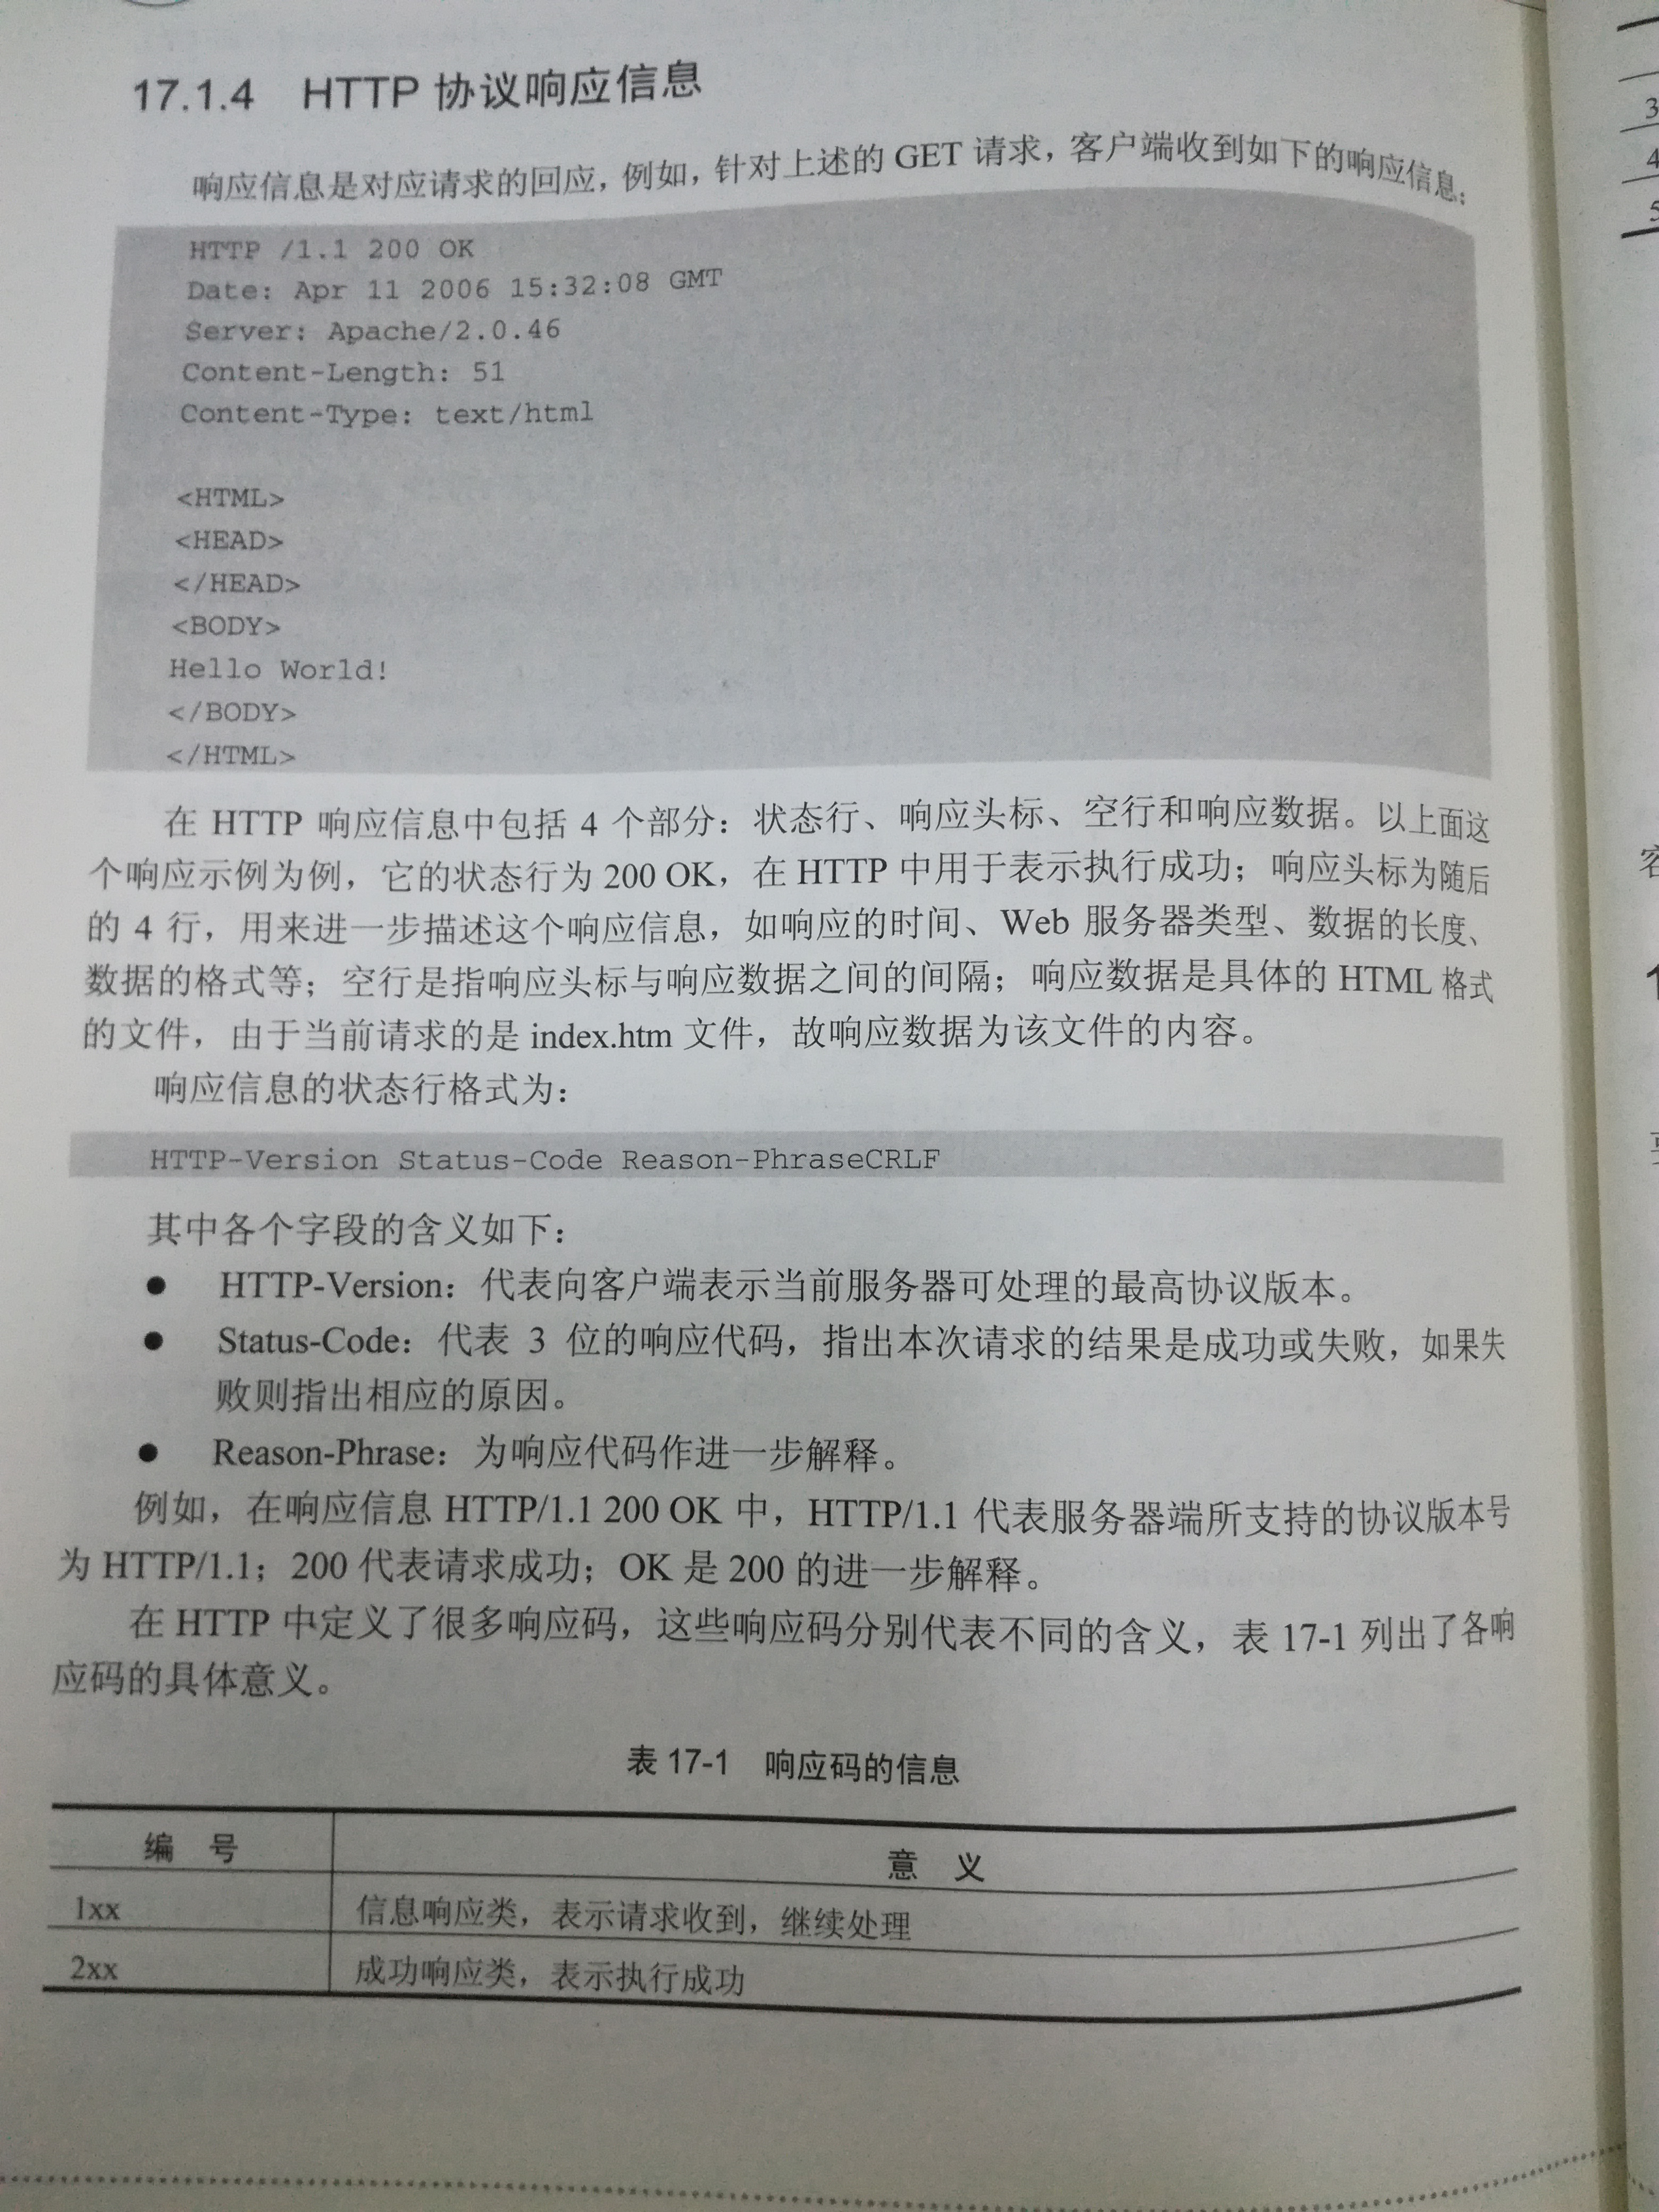 17.1.4 HTTP 协议响应信息
响应信息是对应请求的回应，例如，针对上述的 GET 请求，客户端收到如下的响应信息：
HTTP /1.1 200 OK
Date: Apr 11 2006 15:32:08 GMT
Server: Apache/2.0.46
Content-Length: 51
Content-Type: text/html
<HTML>
<HEAD>
</HEAD>
<BODY>
Hello World!
</BODY>
</HTML>
在 HTTP 响应信息中包括 4 个部分：状态行、响应头标、空行和响应数据。以上面这
个响应示例为例，它的状态行为 200 OK，在 HTTP 中用于表示执行成功；响应头标为随后
的 4 行，用来进一步描述这个响应信息，如响应的时间、Web 服务器类型、数据的长度、
数据的格式等；空行是指响应头标与响应数据之间的间隔；响应数据是具体的 HTML 格式
的文件，由于当前请求的是 index.htm 文件，故响应数据为该文件的内容。
响应信息的状态行格式为：
HTTP-Version Status-Code Reason-PhraseCRLF
其中各个字段的含义如下：
● HTTP-Version：代表向客户端表示当前服务器可处理的最高协议版本。
● Status-Code：代表 3 位的响应代码，指出本次请求的结果是成功或失败，如果失
败则指出相应的原因。
● Reason-Phrase：为响应代码作进一步解释。
例如，在响应信息 HTTP/1.1 200 OK 中，HTTP/1.1 代表服务器端所支持的协议版本号
为 HTTP/1.1；200 代表请求成功；OK 是 200 的进一步解释。
在 HTTP 中定义了很多响应码，这些响应码分别代表不同的含义，表 17-1 列出了各响
应码的具体意义。
表 17-1 响应码的信息
编 号 意 义
1xx 信息响应类，表示请求收到，继续处理
2xx 成功响应类，表示执行成功
3
4
5